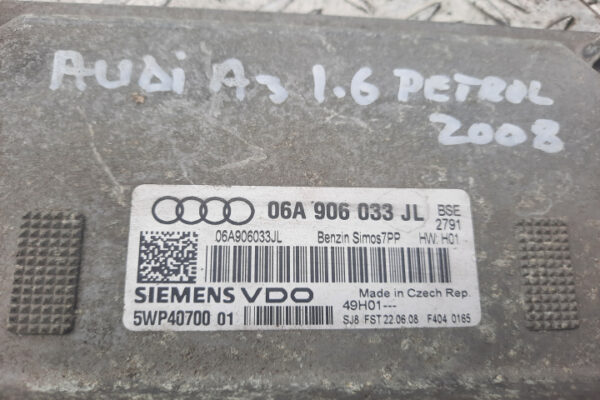 AUDI A3 1.6 PETROL
2008
06A 906 033 JL BSE
2791
06A906033JL Benzin Simos7PP HW: H01
SIEMENS VDO Made in Czech Rep.
49H01---
5WP40700 01 SJ8 FST 22.06.08 F404 0165